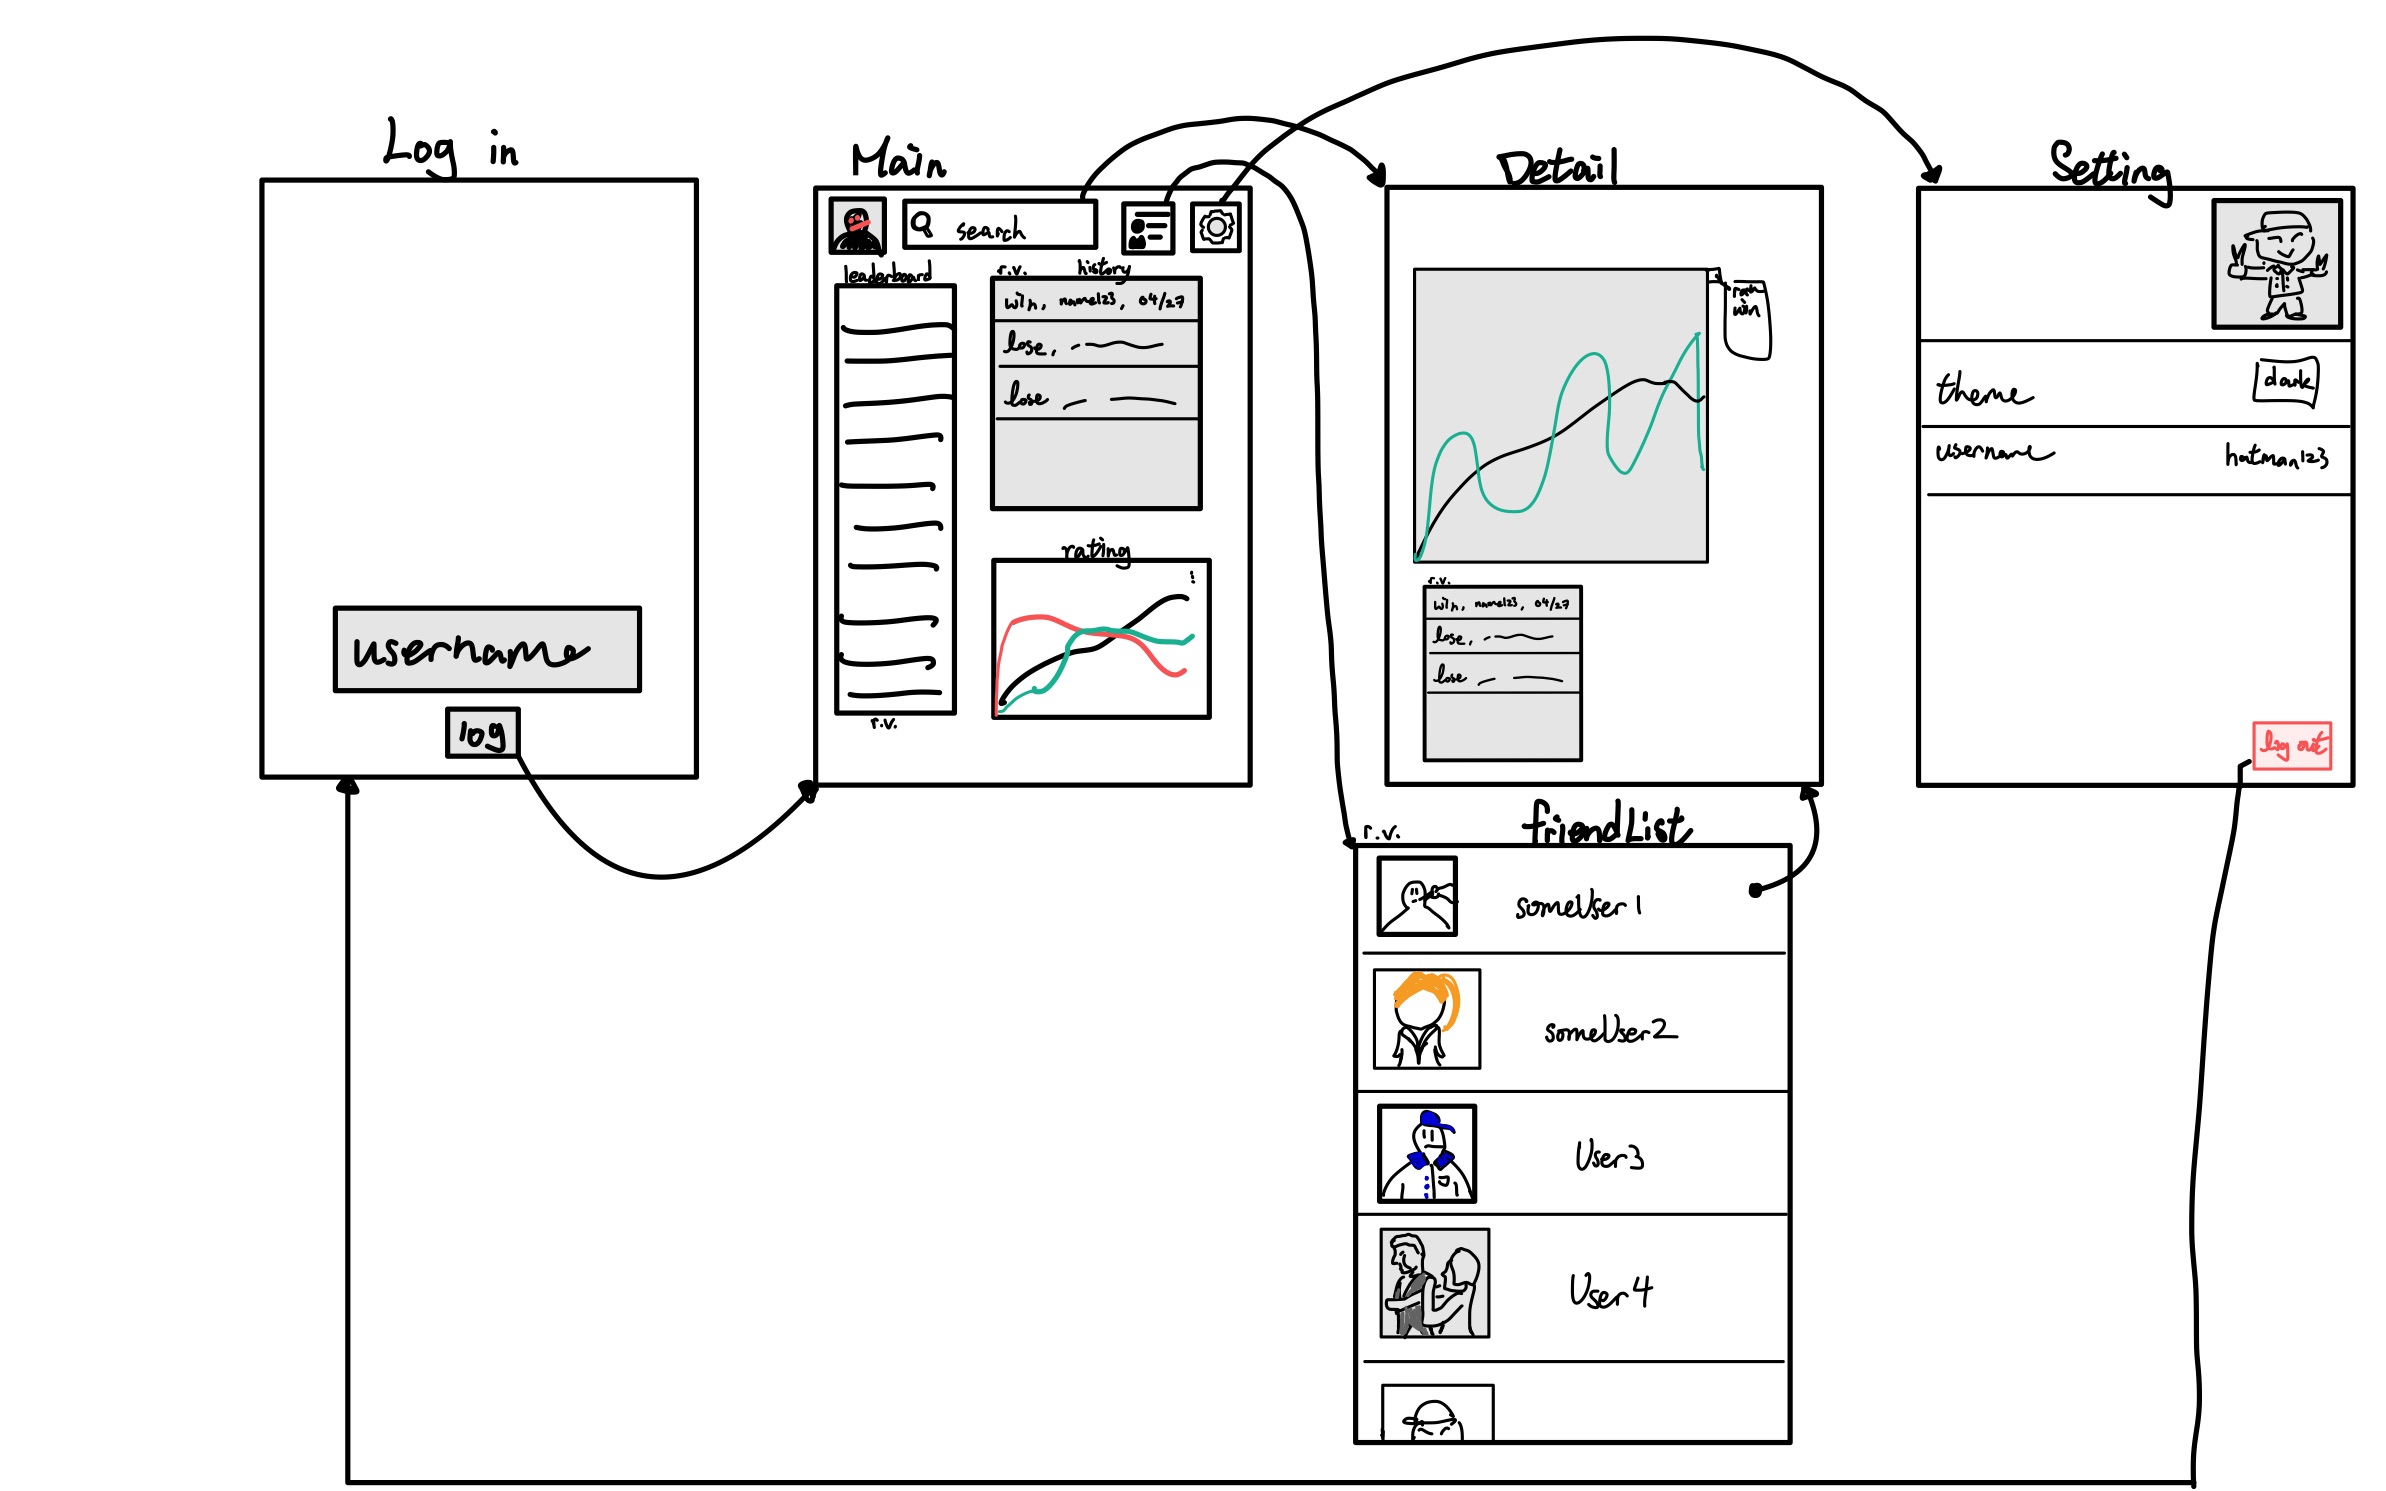 Log in
username
log
Main
search
leaderboard
r.v.
r.v. history
win, name123, 04/27
lose,
lose
rating
Detail
win
r.v.
win, name123, 04/27
lose,
lose
Setting
theme dark
username hatman123
log out
r.v. friendList
someUser1
someUser2
User3
User4